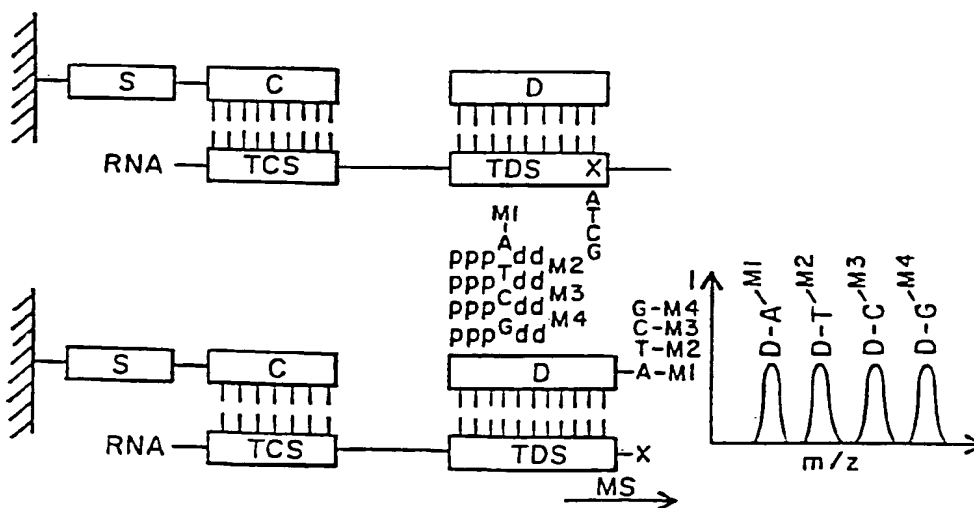 S C D
RNA TCS TDS X
A
T
C
G
M1
A
pppTdd M2
pppCdd M3
pppGdd M4
pppdd
G-M4
C-M3
T-M2
A-M1
S C D
RNA TCS TDS X
MS
I
M1 M2 M3 M4
D-A D-T D-C D-G
m/z